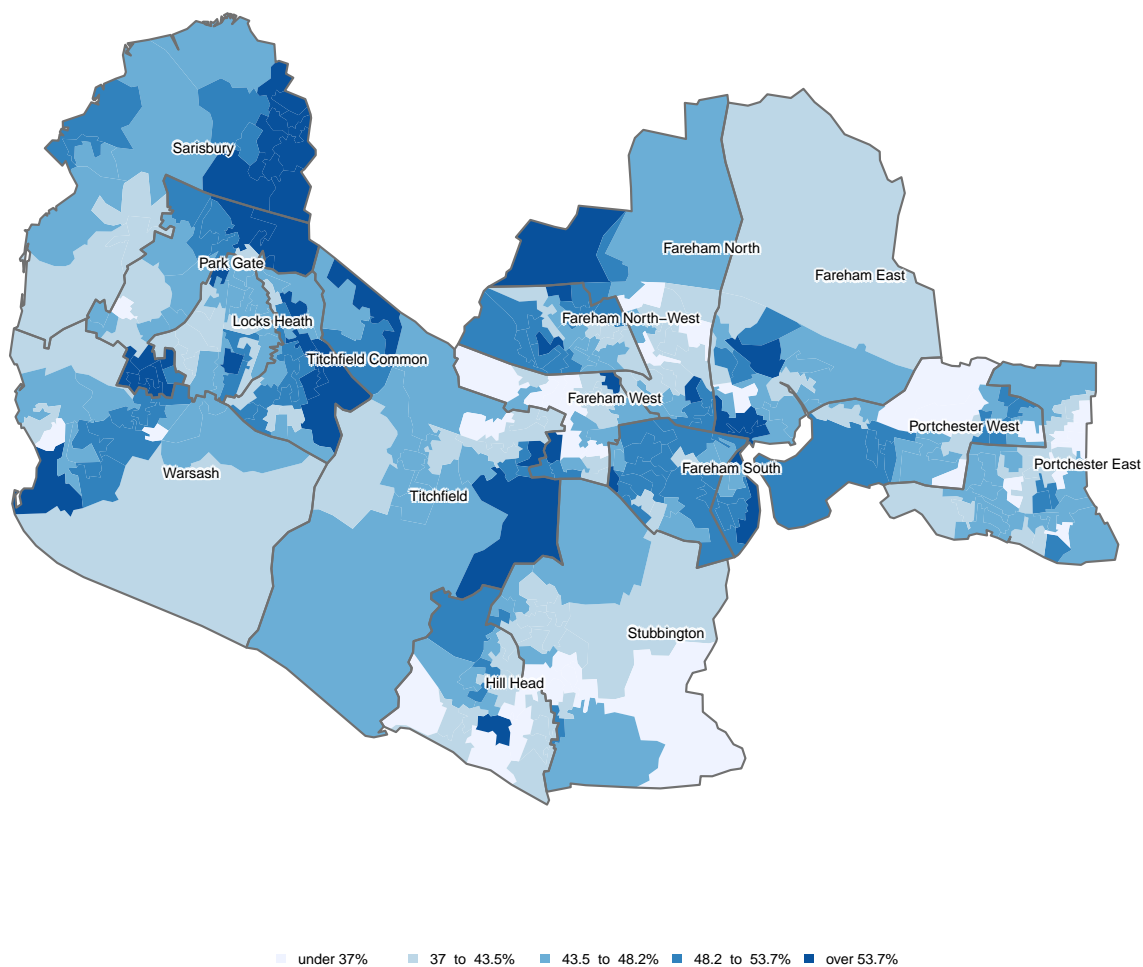 Sarisbury
Fareham North
Park Gate
Fareham East
Fareham North−West
Locks Heath
Titchfield Common
Fareham West
Portchester West
Portchester East
Fareham South
Warsash
Titchfield
Stubbington
Hill Head
under 37%
37 to 43.5%
43.5 to 48.2%
48.2 to 53.7%
over 53.7%